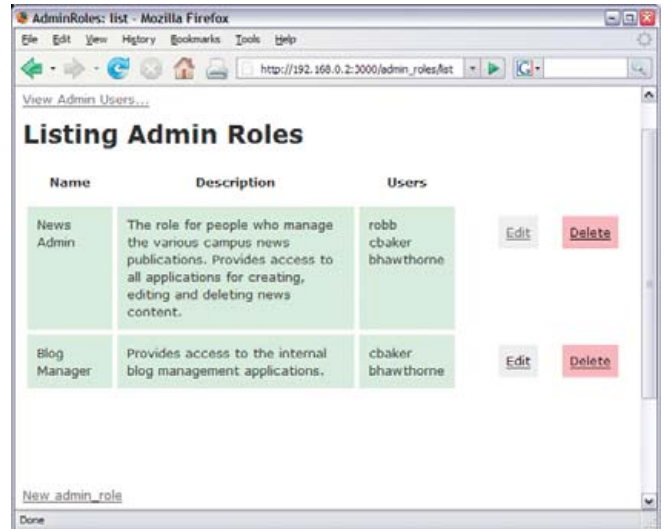 AdminRoles: list - Mozilla Firefox
File Edit View History Bookmarks Tools Help
http://192.168.0.2:3000/admin_roles/list
View Admin Users...
Listing Admin Roles
Name Description Users
News
Admin
The role for people who manage
the various campus news
publications. Provides access to
all applications for creating,
editing and deleting news
content.
robb
cbaker
bhawthorne
Edit Delete
Blog
Manager
Provides access to the internal
blog management applications.
cbaker
bhawthorne
Edit Delete
New admin_role
Done